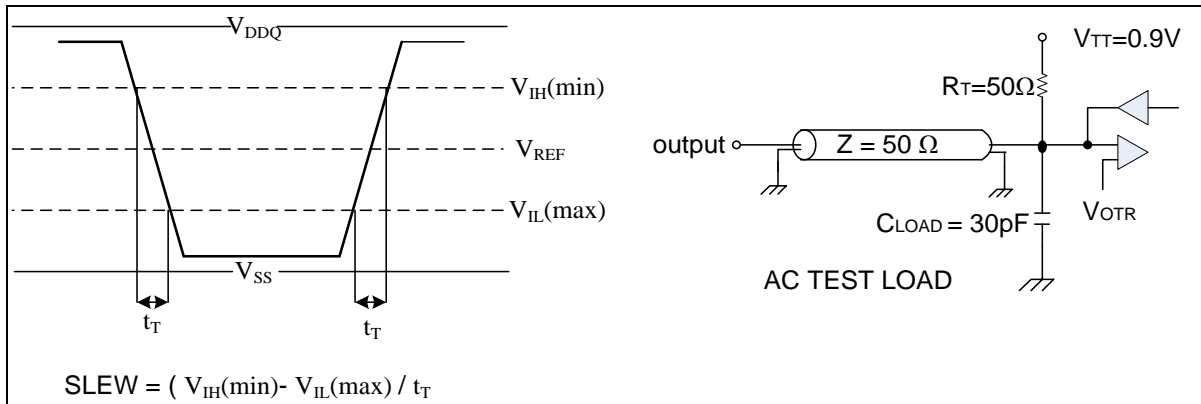 VDDQ
VIH(min)
VREF
VIL(max)
VSS
tT
tT
SLEW = ( VIH(min)- VIL(max) / tT
VTT=0.9V
RT=50Ω
output
Z = 50 Ω
VOTR
CLOAD = 30pF
AC TEST LOAD